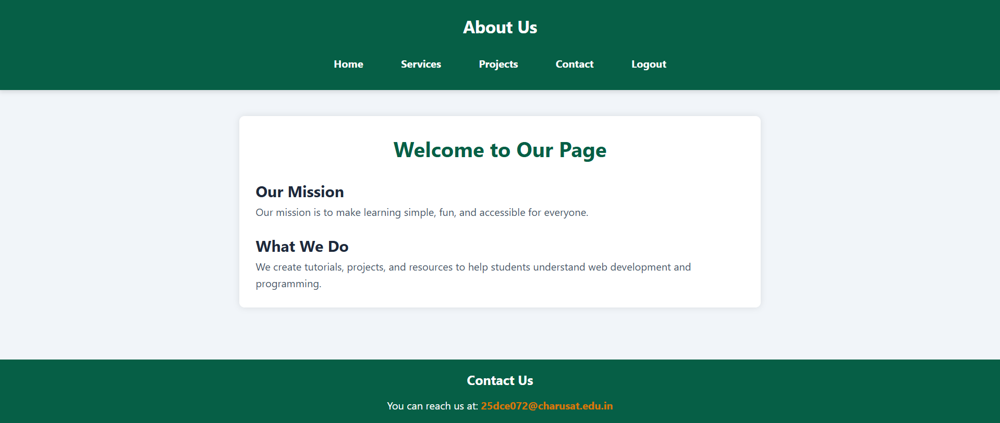 About Us
Home Services Projects Contact Logout
Welcome to Our Page
Our Mission
Our mission is to make learning simple, fun, and accessible for everyone.
What We Do
We create tutorials, projects, and resources to help students understand web development and
programming.
Contact Us
You can reach us at: 25dce072@charusat.edu.in